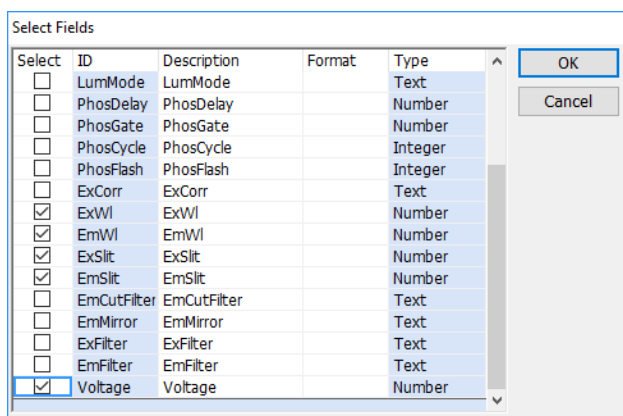 Select Fields
Select ID Description Format Type
OK
LumMode LumMode Text
PhosDelay PhosDelay Number
Cancel
PhosGate PhosGate Number
PhosCycle PhosCycle Integer
PhosFlash PhosFlash Integer
ExCorr ExCorr Text
ExWl ExWl Number
EmWl EmWl Number
ExSlit ExSlit Number
EmSlit EmSlit Number
EmCutFilter EmCutFilter Text
EmMirror EmMirror Text
ExFilter ExFilter Text
EmFilter EmFilter Text
Voltage Voltage Number